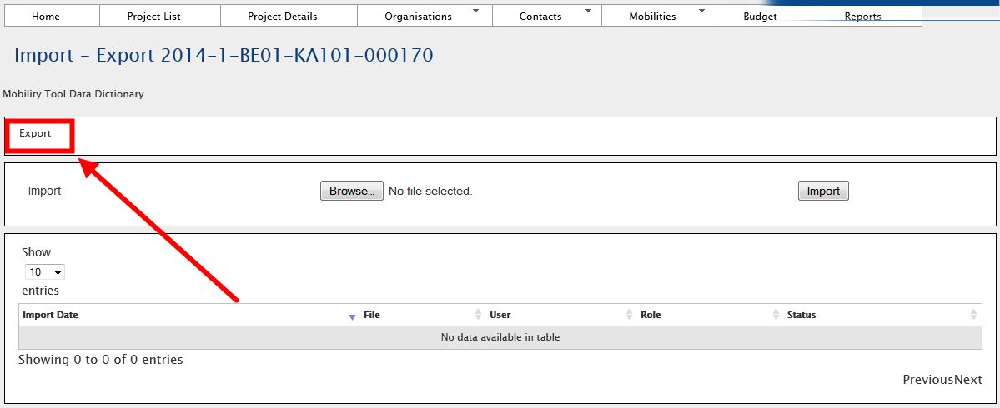 Home Project List Project Details Organisations Contacts Mobilities Budget Reports
Import - Export 2014-1-BE01-KA101-000170
Mobility Tool Data Dictionary
Export
Import Browse... No file selected. Import
Show
10
entries
Import Date File User Role Status
No data available in table
Showing 0 to 0 of 0 entries
PreviousNext